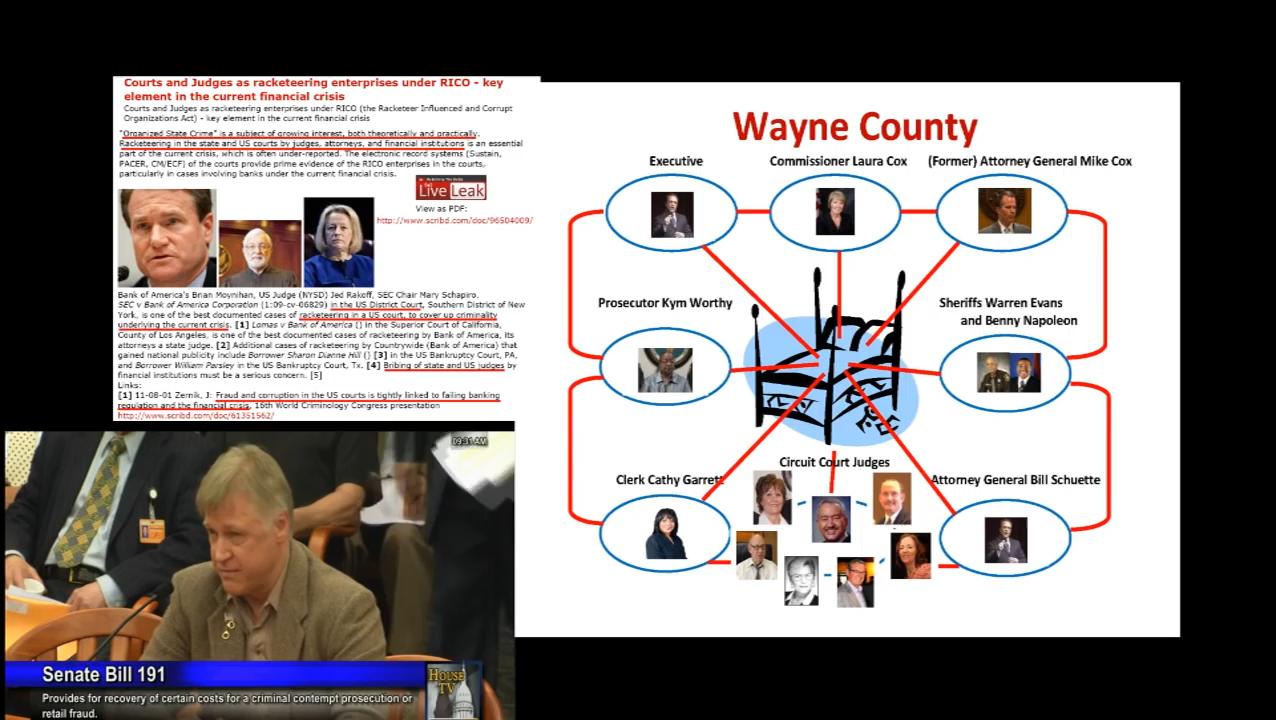 Courts and Judges as racketeering enterprises under RICO - key
element in the current financial crisis
Courts and Judges as racketeering enterprises under RICO (the Racketeer Influenced and Corrupt
Organizations Act) - key element in the current financial crisis
"Organized State Crime" is a subject of growing interest, both theoretically and practically.
Racketeering in the state and US courts by judges, attorneys, and financial institutions is an essential
part of the current crisis, which is often under-reported. The electronic record systems (Sustain,
PACER, CM/ECF) of the courts provide prime evidence of the RICO enterprises in the courts,
particularly in cases involving banks under the current financial crisis.
Live Leak
View as PDF:
http://www.scribd.com/doc/96504009/
Bank of America's Brian Moynihan, US Judge (NYSD) Jed Rakoff, SEC Chair Mary Schapiro.
SEC v Bank of America Corporation (1:09-cv-06829) in the US District Court, Southern District of New
York, is one of the best documented cases of racketeering in a US court, to cover up criminality
underlying the current crisis. [1] Lamas v Bank of America () in the Superior Court of California,
County of Los Angeles, is one of the best documented cases of racketeering by Bank of America, its
attorneys a state judge. [2] Additional cases of racketeering by Countrywide (Bank of America) that
gained national publicity include Borrower Sharon Dianne Hill () [3] in the US Bankruptcy Court, PA,
and Borrower William Parsley in the US Bankruptcy Court, Tx. [4] Bribing of state and US judges by
financial institutions must be a serious concern. [5]
Links:
[1] 11-08-01 Zernik, J: Fraud and corruption in the US courts is tightly linked to failing banking
regulation and the financial crisis, 16th World Criminology Congress presentation
http://www.scribd.com/doc/61351562/
Wayne County
Executive
Commissioner Laura Cox
(Former) Attorney General Mike Cox
Prosecutor Kym Worthy
Sheriffs Warren Evans
and Benny Napoleon
Circuit Court Judges
Clerk Cathy Garrett
Attorney General Bill Schuette
09:31 AM
Senate Bill 191
Provides for recovery of certain costs for a criminal contempt prosecution or
retail fraud.
HOUSE
TV